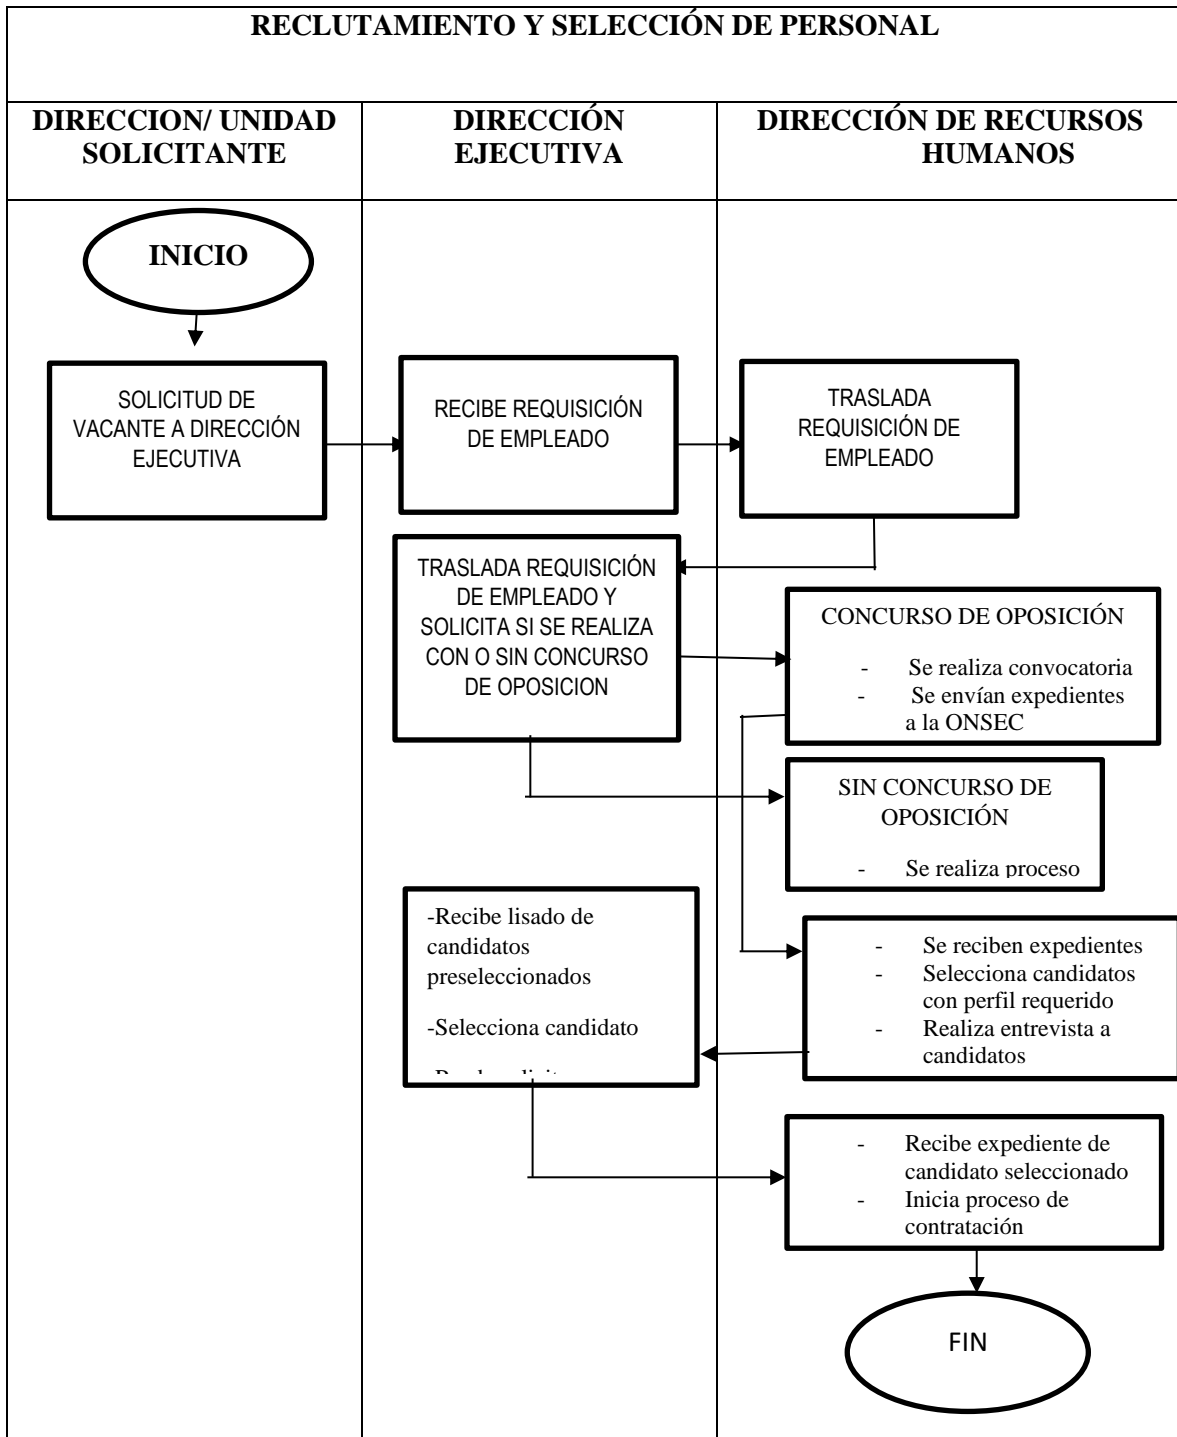 RECLUTAMIENTO Y SELECCIÓN DE PERSONAL
DIRECCION/ UNIDAD
SOLICITANTE
DIRECCIÓN
EJECUTIVA
DIRECCIÓN DE RECURSOS
HUMANOS
INICIO
SOLICITUD DE
VACANTE A DIRECCIÓN
EJECUTIVA
RECIBE REQUISICIÓN
DE EMPLEADO
TRASLADA
REQUISICIÓN DE
EMPLEADO
TRASLADA REQUISICIÓN
DE EMPLEADO Y
SOLICITA SI SE REALIZA
CON O SIN CONCURSO
DE OPOSICION
CONCURSO DE OPOSICIÓN
- Se realiza convocatoria
- Se envían expedientes
a la ONSEC
SIN CONCURSO DE
OPOSICIÓN
- Se realiza proceso
-Recibe lisado de
candidatos
preseleccionados
-Selecciona candidato
- Se reciben expedientes
- Selecciona candidatos
con perfil requerido
- Realiza entrevista a
candidatos
- Recibe expediente de
candidato seleccionado
- Inicia proceso de
contratación
FIN